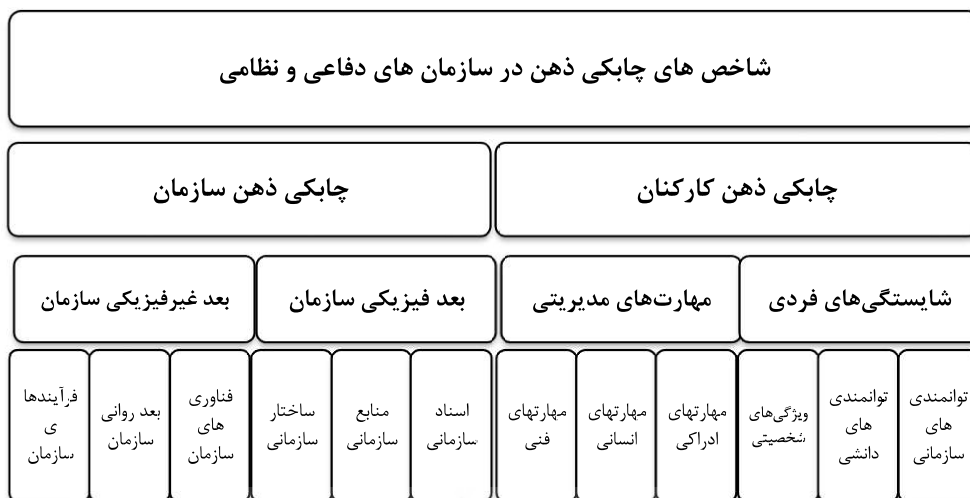 شاخص های چابکی ذهن در سازمان های دفاعی و نظامی
چابکی ذهن کارکنان
چابکی ذهن سازمان
شایستگی‌های فردی
مهارت‌های مدیریتی
بعد فیزیکی سازمان
بعد غیرفیزیکی سازمان
توانمندی
های
سازمانی
توانمندی
های
دانشی
ویژگی‌های
شخصیتی
مهارتهای
ادراکی
مهارتهای
انسانی
مهارتهای
فنی
اسناد
سازمانی
منابع
سازمانی
ساختار
سازمانی
فناوری
های
سازمان
بعد روانی
سازمان
فرآیندها
ی
سازمان